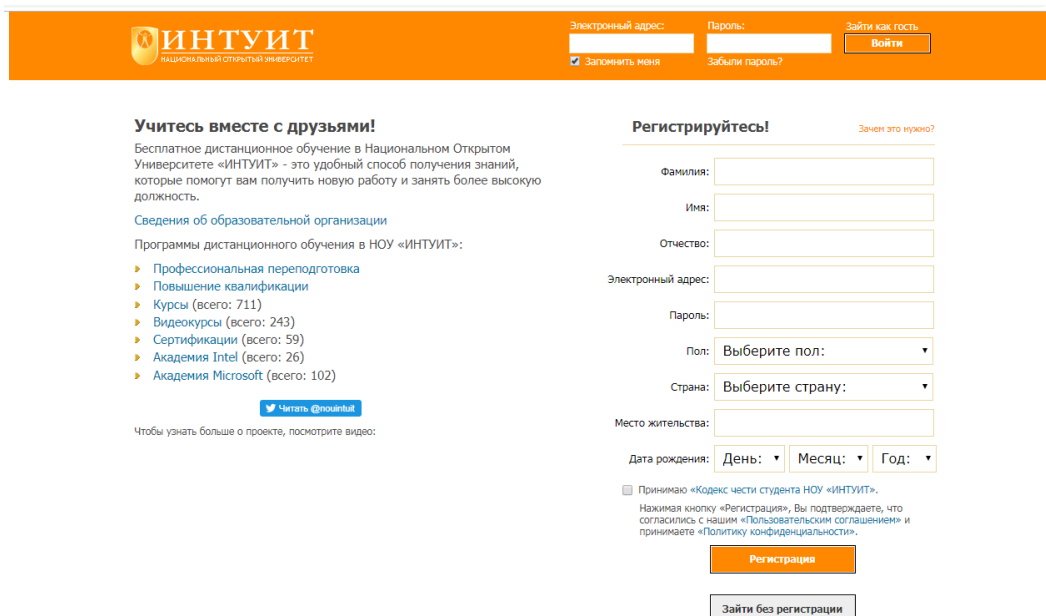 ИНТУИТ
НАЦИОНАЛЬНЫЙ ОТКРЫТЫЙ УНИВЕРСИТЕТ
Электронный адрес:
Пароль:
Зайти как гость
Войти
Запомнить меня
Забыли пароль?
Учитесь вместе с друзьями!
Бесплатное дистанционное обучение в Национальном Открытом
Университете «ИНТУИТ» - это удобный способ получения знаний,
которые помогут вам получить новую работу и занять более высокую
должность.
Сведения об образовательной организации
Программы дистанционного обучения в НОУ «ИНТУИТ»:
Профессиональная переподготовка
Повышение квалификации
Курсы (всего: 711)
Видеокурсы (всего: 243)
Сертификации (всего: 59)
Академия Intel (всего: 26)
Академия Microsoft (всего: 102)
Читать @nouintuit
Чтобы узнать больше о проекте, посмотрите видео:
Регистрируйтесь!
Зачем это нужно?
Фамилия:
Имя:
Отчество:
Электронный адрес:
Пароль:
Пол: Выберите пол:
Страна: Выберите страну:
Место жительства:
Дата рождения: День: Месяц: Год:
Принимаю «Кодекс чести студента НОУ «ИНТУИТ».
Нажимая кнопку «Регистрация», Вы подтверждаете, что
согласились с нашим «Пользовательским соглашением» и
принимаете «Политику конфиденциальности».
Регистрация
Зайти без регистрации